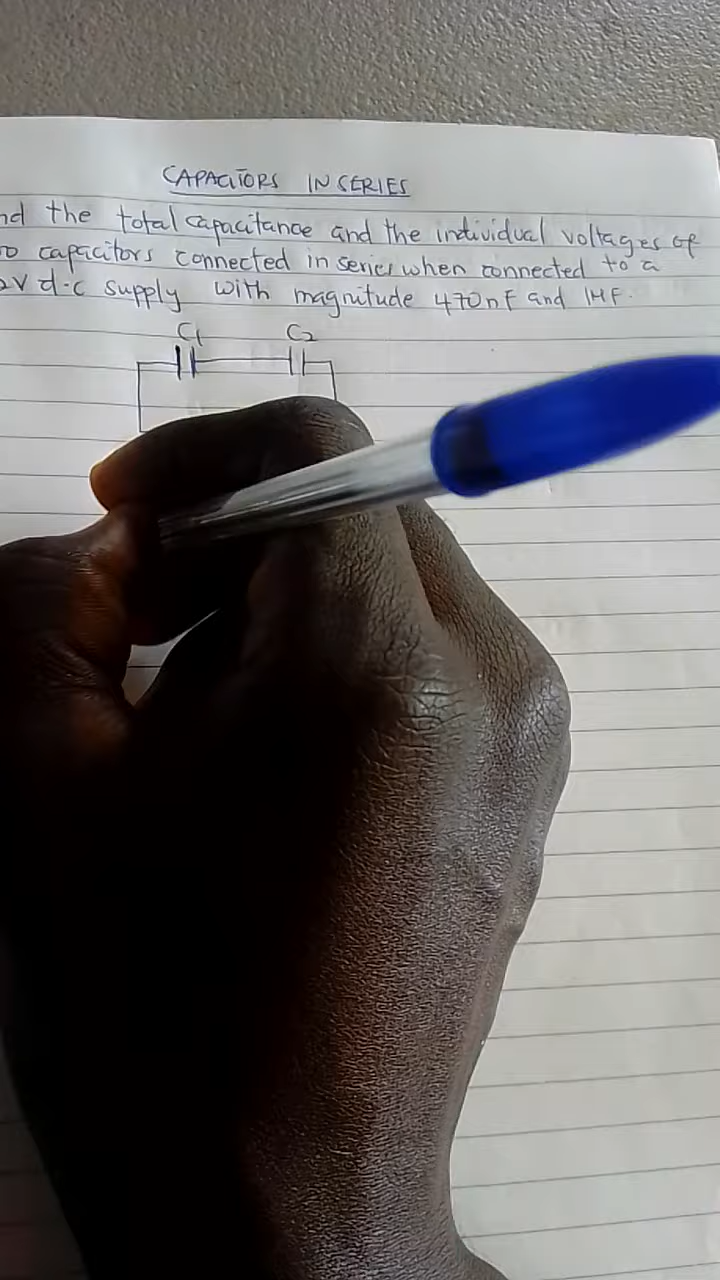 CAPACITORS IN SERIES
nd the total capacitance and the individual voltages of
o capacitors connected in series when connected to a
V d.c supply with magnitude 470nF and 1MF.
C1 C2